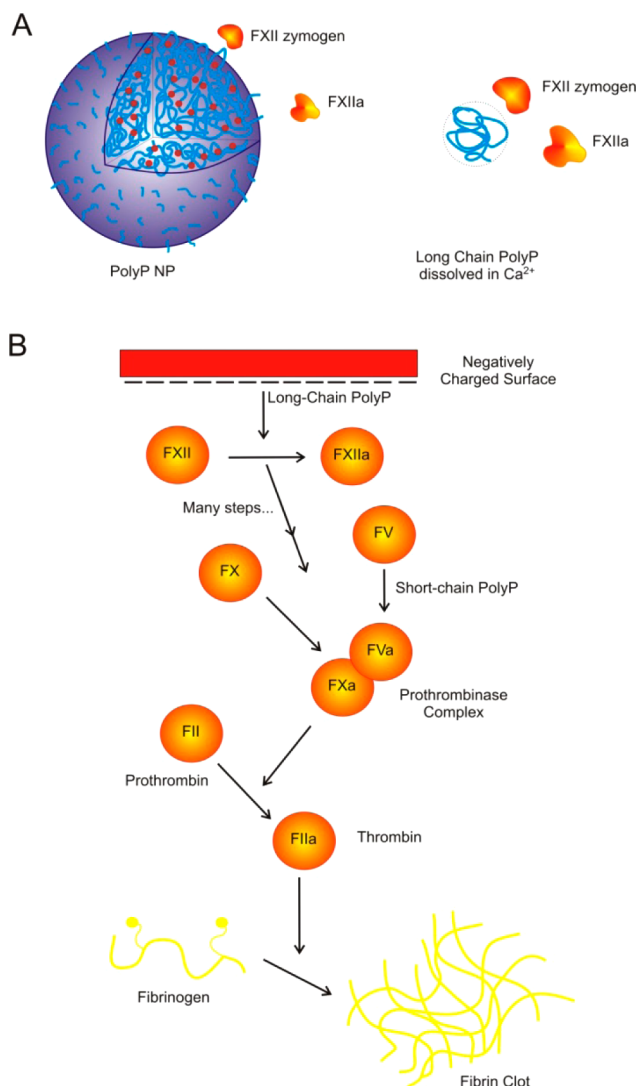 A
FXII zymogen
FXIIa
PolyP NP
FXII zymogen
FXIIa
Long Chain PolyP
dissolved in Ca²⁺
B
Negatively
Charged Surface
Long-Chain PolyP
FXII
FXIIa
Many steps...
FV
FX
Short-chain PolyP
FVa
FXa
Prothrombinase
Complex
FII
Prothrombin
FIIa
Thrombin
Fibrinogen
Fibrin Clot